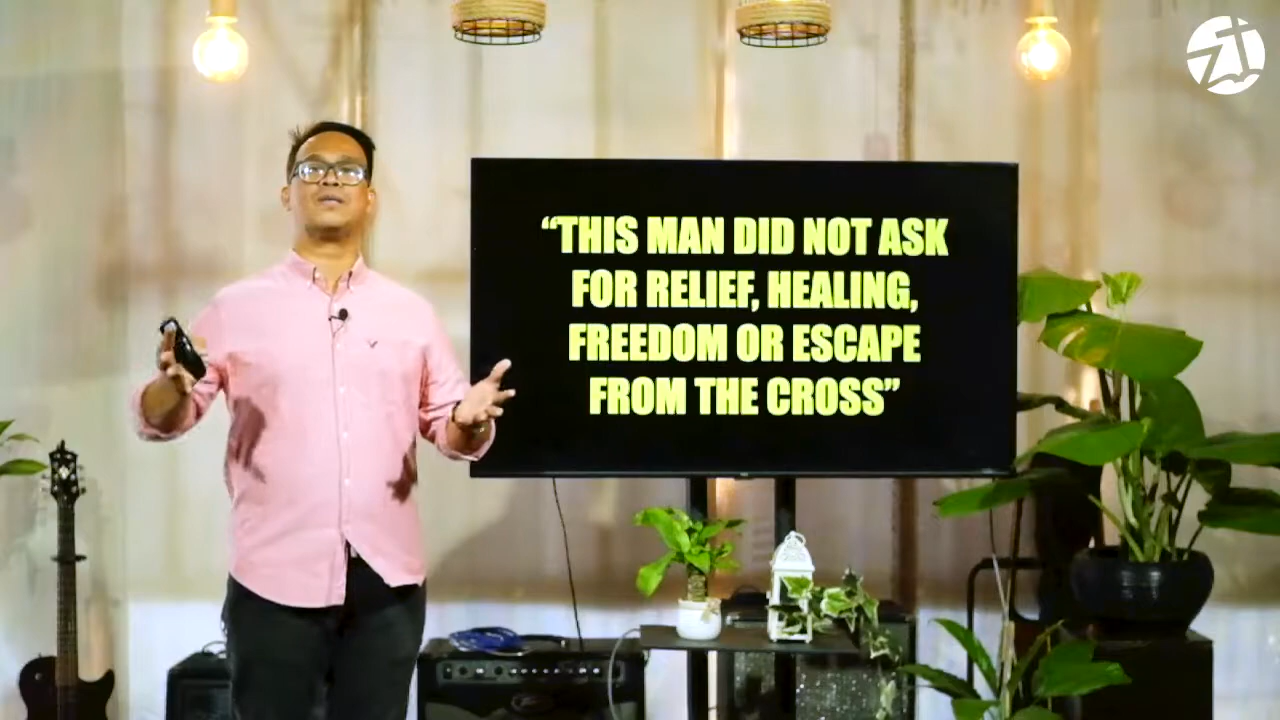 “THIS MAN DID NOT ASK
FOR RELIEF, HEALING,
FREEDOM OR ESCAPE
FROM THE CROSS”